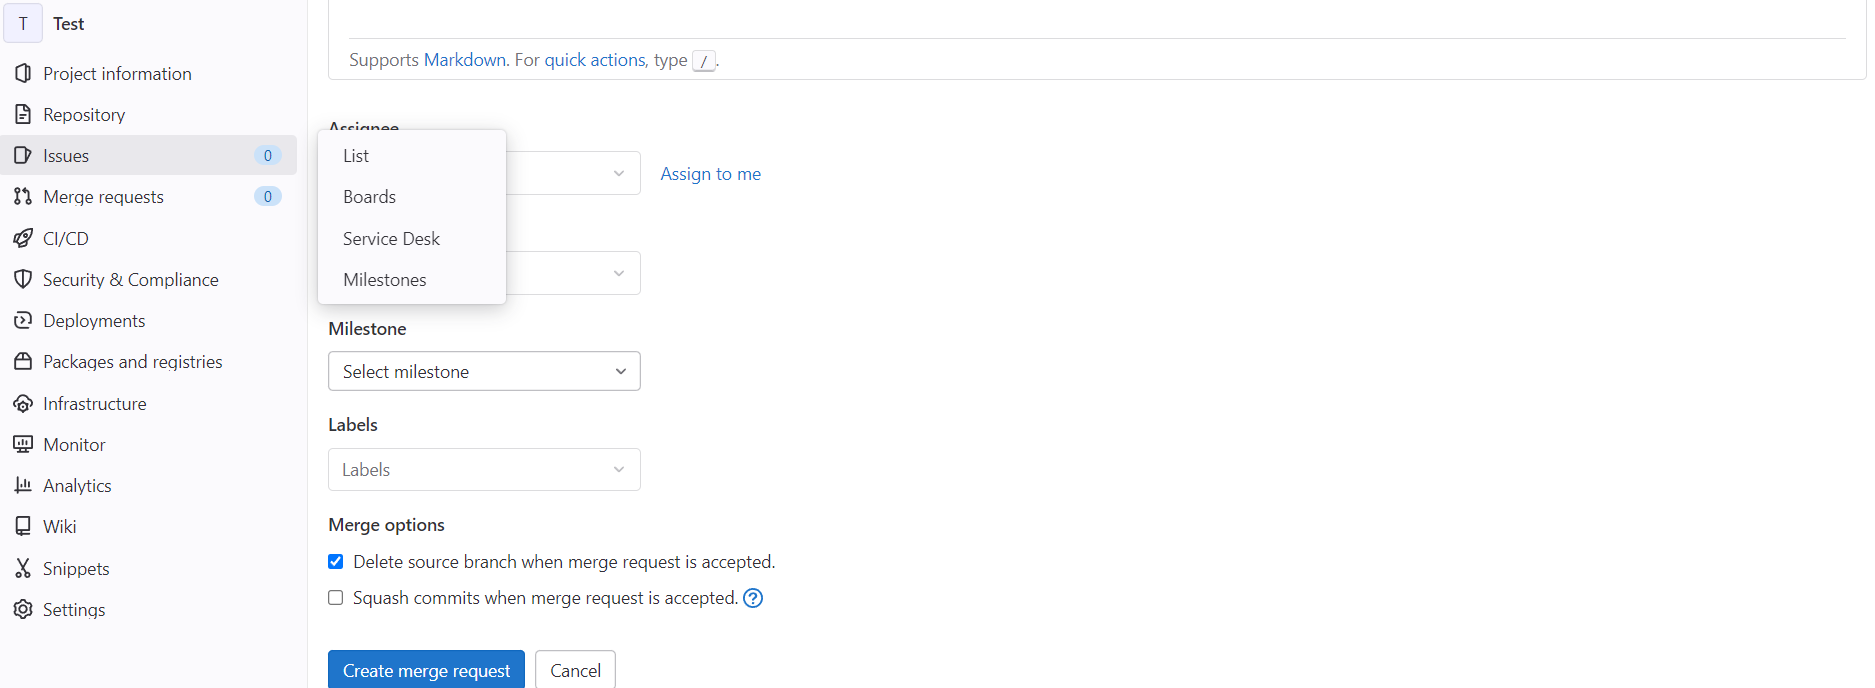 T Test
Project information
Repository
Issues 0
Merge requests 0
CI/CD
Security & Compliance
Deployments
Packages and registries
Infrastructure
Monitor
Analytics
Wiki
Snippets
Settings
List
Boards
Service Desk
Milestones
Supports Markdown. For quick actions, type /.
Assignee
Assign to me
Milestone
Select milestone
Labels
Labels
Merge options
Delete source branch when merge request is accepted.
Squash commits when merge request is accepted. ?
Create merge request
Cancel